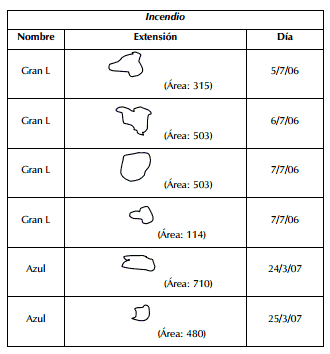 Incendio
Nombre Extensión Día
Gran L (Área: 315) 5/7/06
Gran L (Área: 503) 6/7/06
Gran L (Área: 503) 7/7/06
Gran L (Área: 114) 7/7/06
Azul (Área: 710) 24/3/07
Azul (Área: 480) 25/3/07